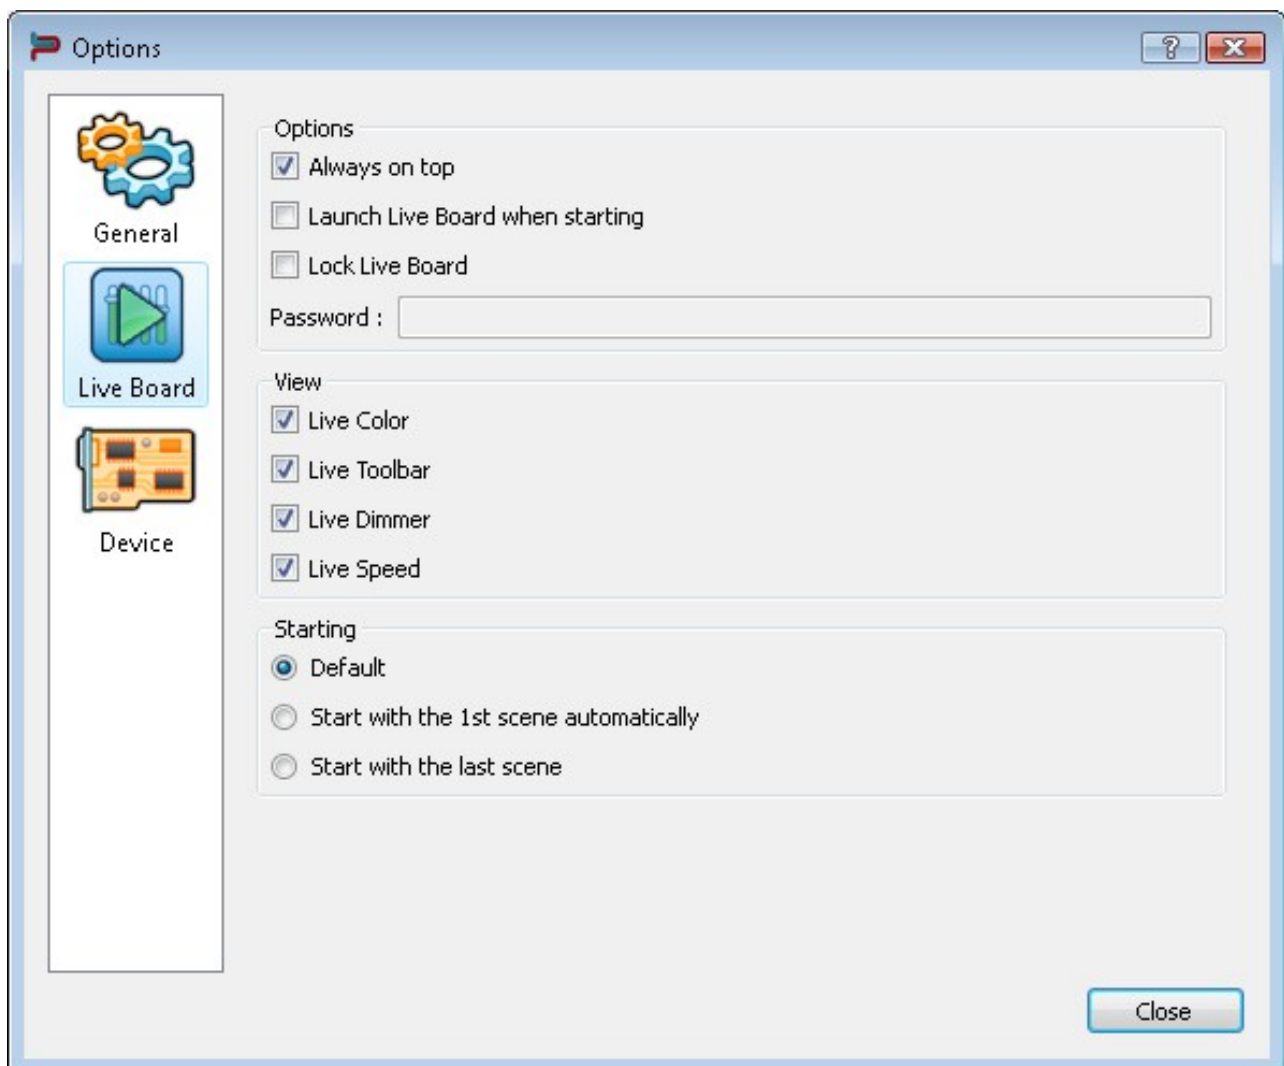 Options
General
Live Board
Device
Options
Always on top
Launch Live Board when starting
Lock Live Board
Password :
View
Live Color
Live Toolbar
Live Dimmer
Live Speed
Starting
Default
Start with the 1st scene automatically
Start with the last scene
Close